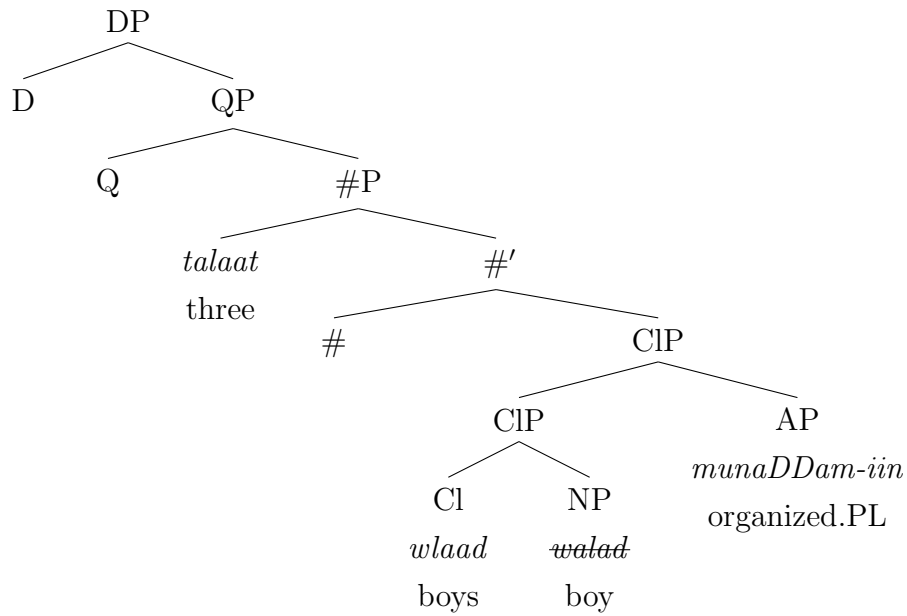 DP
D QP
Q #P
talaat #′
three
# ClP
ClP AP
munaDDam-iin
Cl NP organized.PL
wlaad walad
boys boy